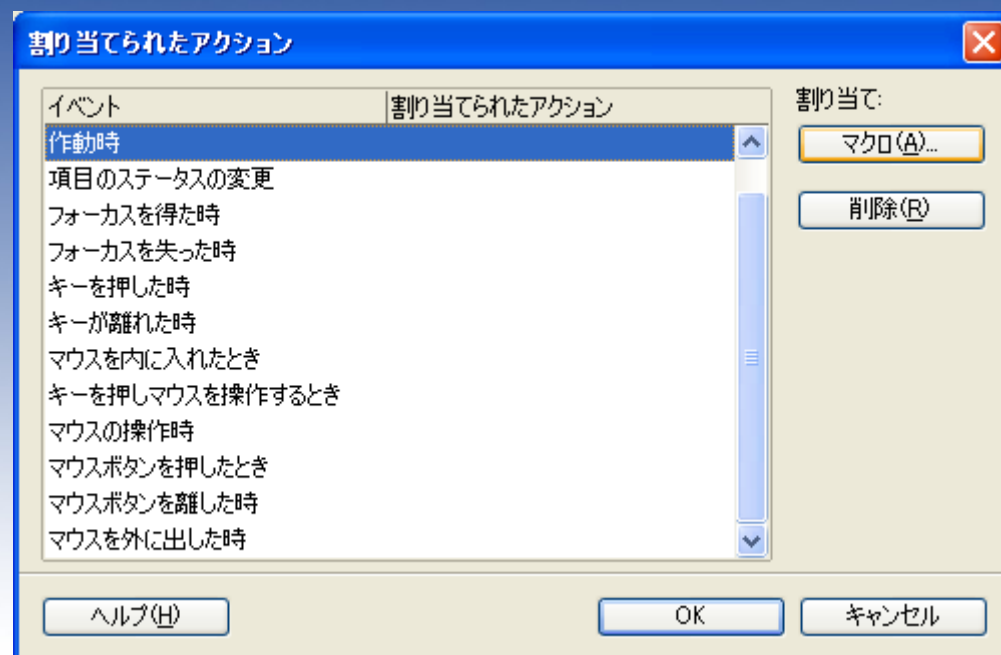 割り当てられたアクション
イベント 割り当てられたアクション
作動時
項目のステータスの変更
フォーカスを得た時
フォーカスを失った時
キーを押した時
キーが離れた時
マウスを内に入れたとき
キーを押しマウスを操作するとき
マウスの操作時
マウスボタンを押したとき
マウスボタンを離した時
マウスを外に出した時
割り当て:
マクロ(A)...
削除(R)
ヘルプ(H) OK キャンセル